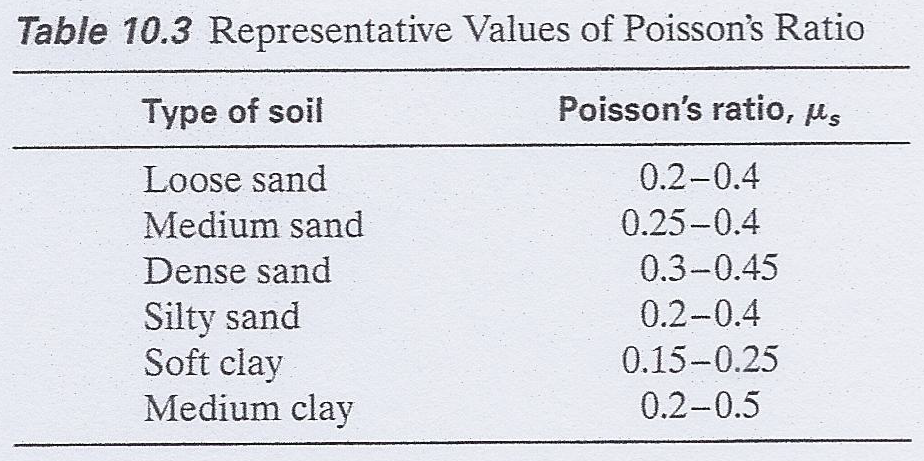 Table 10.3 Representative Values of Poisson's Ratio
Type of soil Poisson's ratio, μs
Loose sand 0.2–0.4
Medium sand 0.25–0.4
Dense sand 0.3–0.45
Silty sand 0.2–0.4
Soft clay 0.15–0.25
Medium clay 0.2–0.5